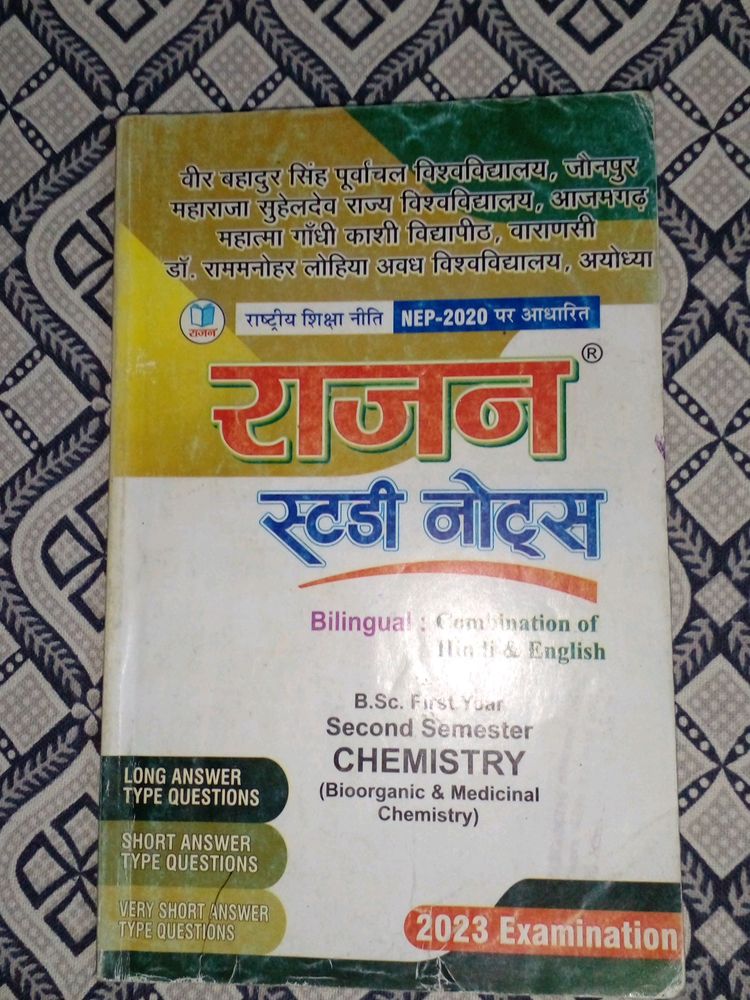 वीर बहादुर सिंह पूर्वांचल विश्वविद्यालय, जौनपुर
महाराजा सुहेलदेव राज्य विश्वविद्यालय, आजमगढ़
महात्मा गाँधी काशी विद्यापीठ, वाराणसी
डॉ. राममनोहर लोहिया अवध विश्वविद्यालय, अयोध्या
राजन
राष्ट्रीय शिक्षा नीति NEP-2020 पर आधारित
राजन ®
स्टडी नोट्स
Bilingual : Combination of
Hindi & English
B.Sc. First Year
Second Semester
CHEMISTRY
(Bioorganic & Medicinal
Chemistry)
LONG ANSWER
TYPE QUESTIONS
SHORT ANSWER
TYPE QUESTIONS
VERY SHORT ANSWER
TYPE QUESTIONS
2023 Examination